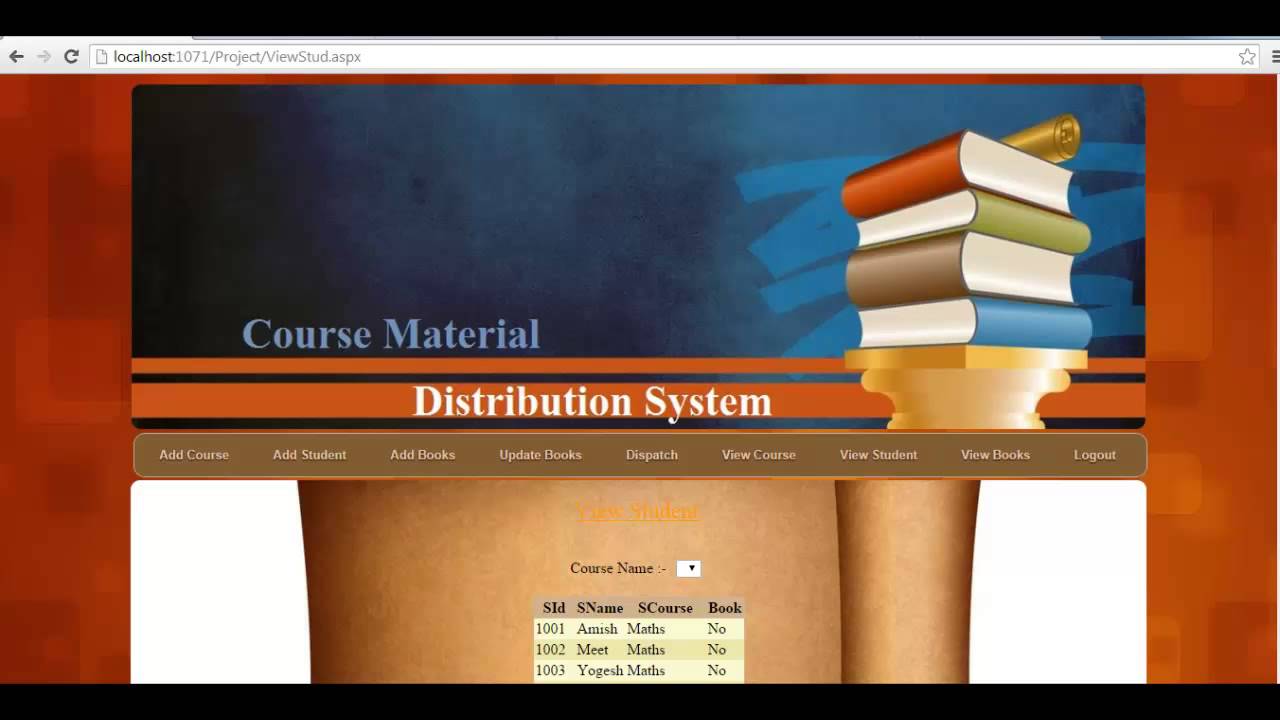 localhost:1071/Project/ViewStud.aspx
Course Material
Distribution System
Add Course Add Student Add Books Update Books Dispatch View Course View Student View Books Logout
View Student
Course Name :-
SId SName SCourse Book
1001 Amish Maths No
1002 Meet Maths No
1003 Yogesh Maths No